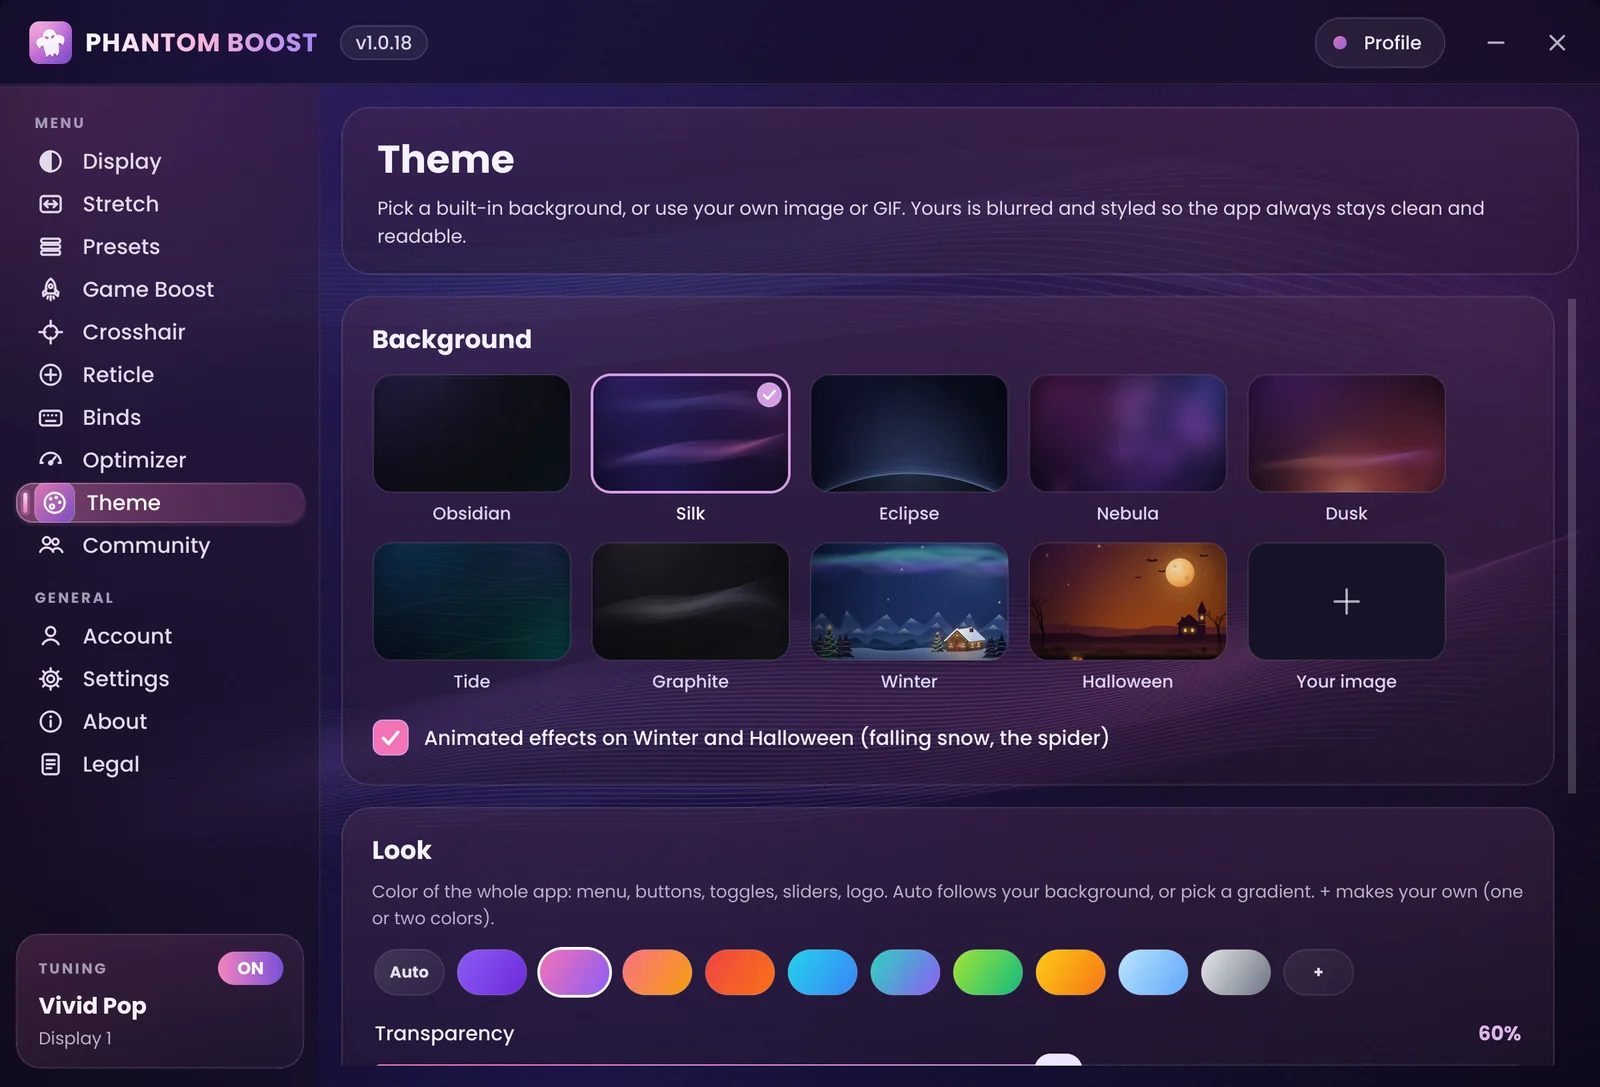 PHANTOM BOOST
v1.0.18
Profile
MENU
Display
Stretch
Presets
Game Boost
Crosshair
Reticle
Binds
Optimizer
Theme
Community
GENERAL
Account
Settings
About
Legal
TUNING
ON
Vivid Pop
Display 1
Theme
Pick a built-in background, or use your own image or GIF. Yours is blurred and styled so the app always stays clean and
readable.
Background
Obsidian
Silk
Eclipse
Nebula
Dusk
Tide
Graphite
Winter
Halloween
Your image
Animated effects on Winter and Halloween (falling snow, the spider)
Look
Color of the whole app: menu, buttons, toggles, sliders, logo. Auto follows your background, or pick a gradient. + makes your own (one
or two colors).
Auto
+
Transparency
60%